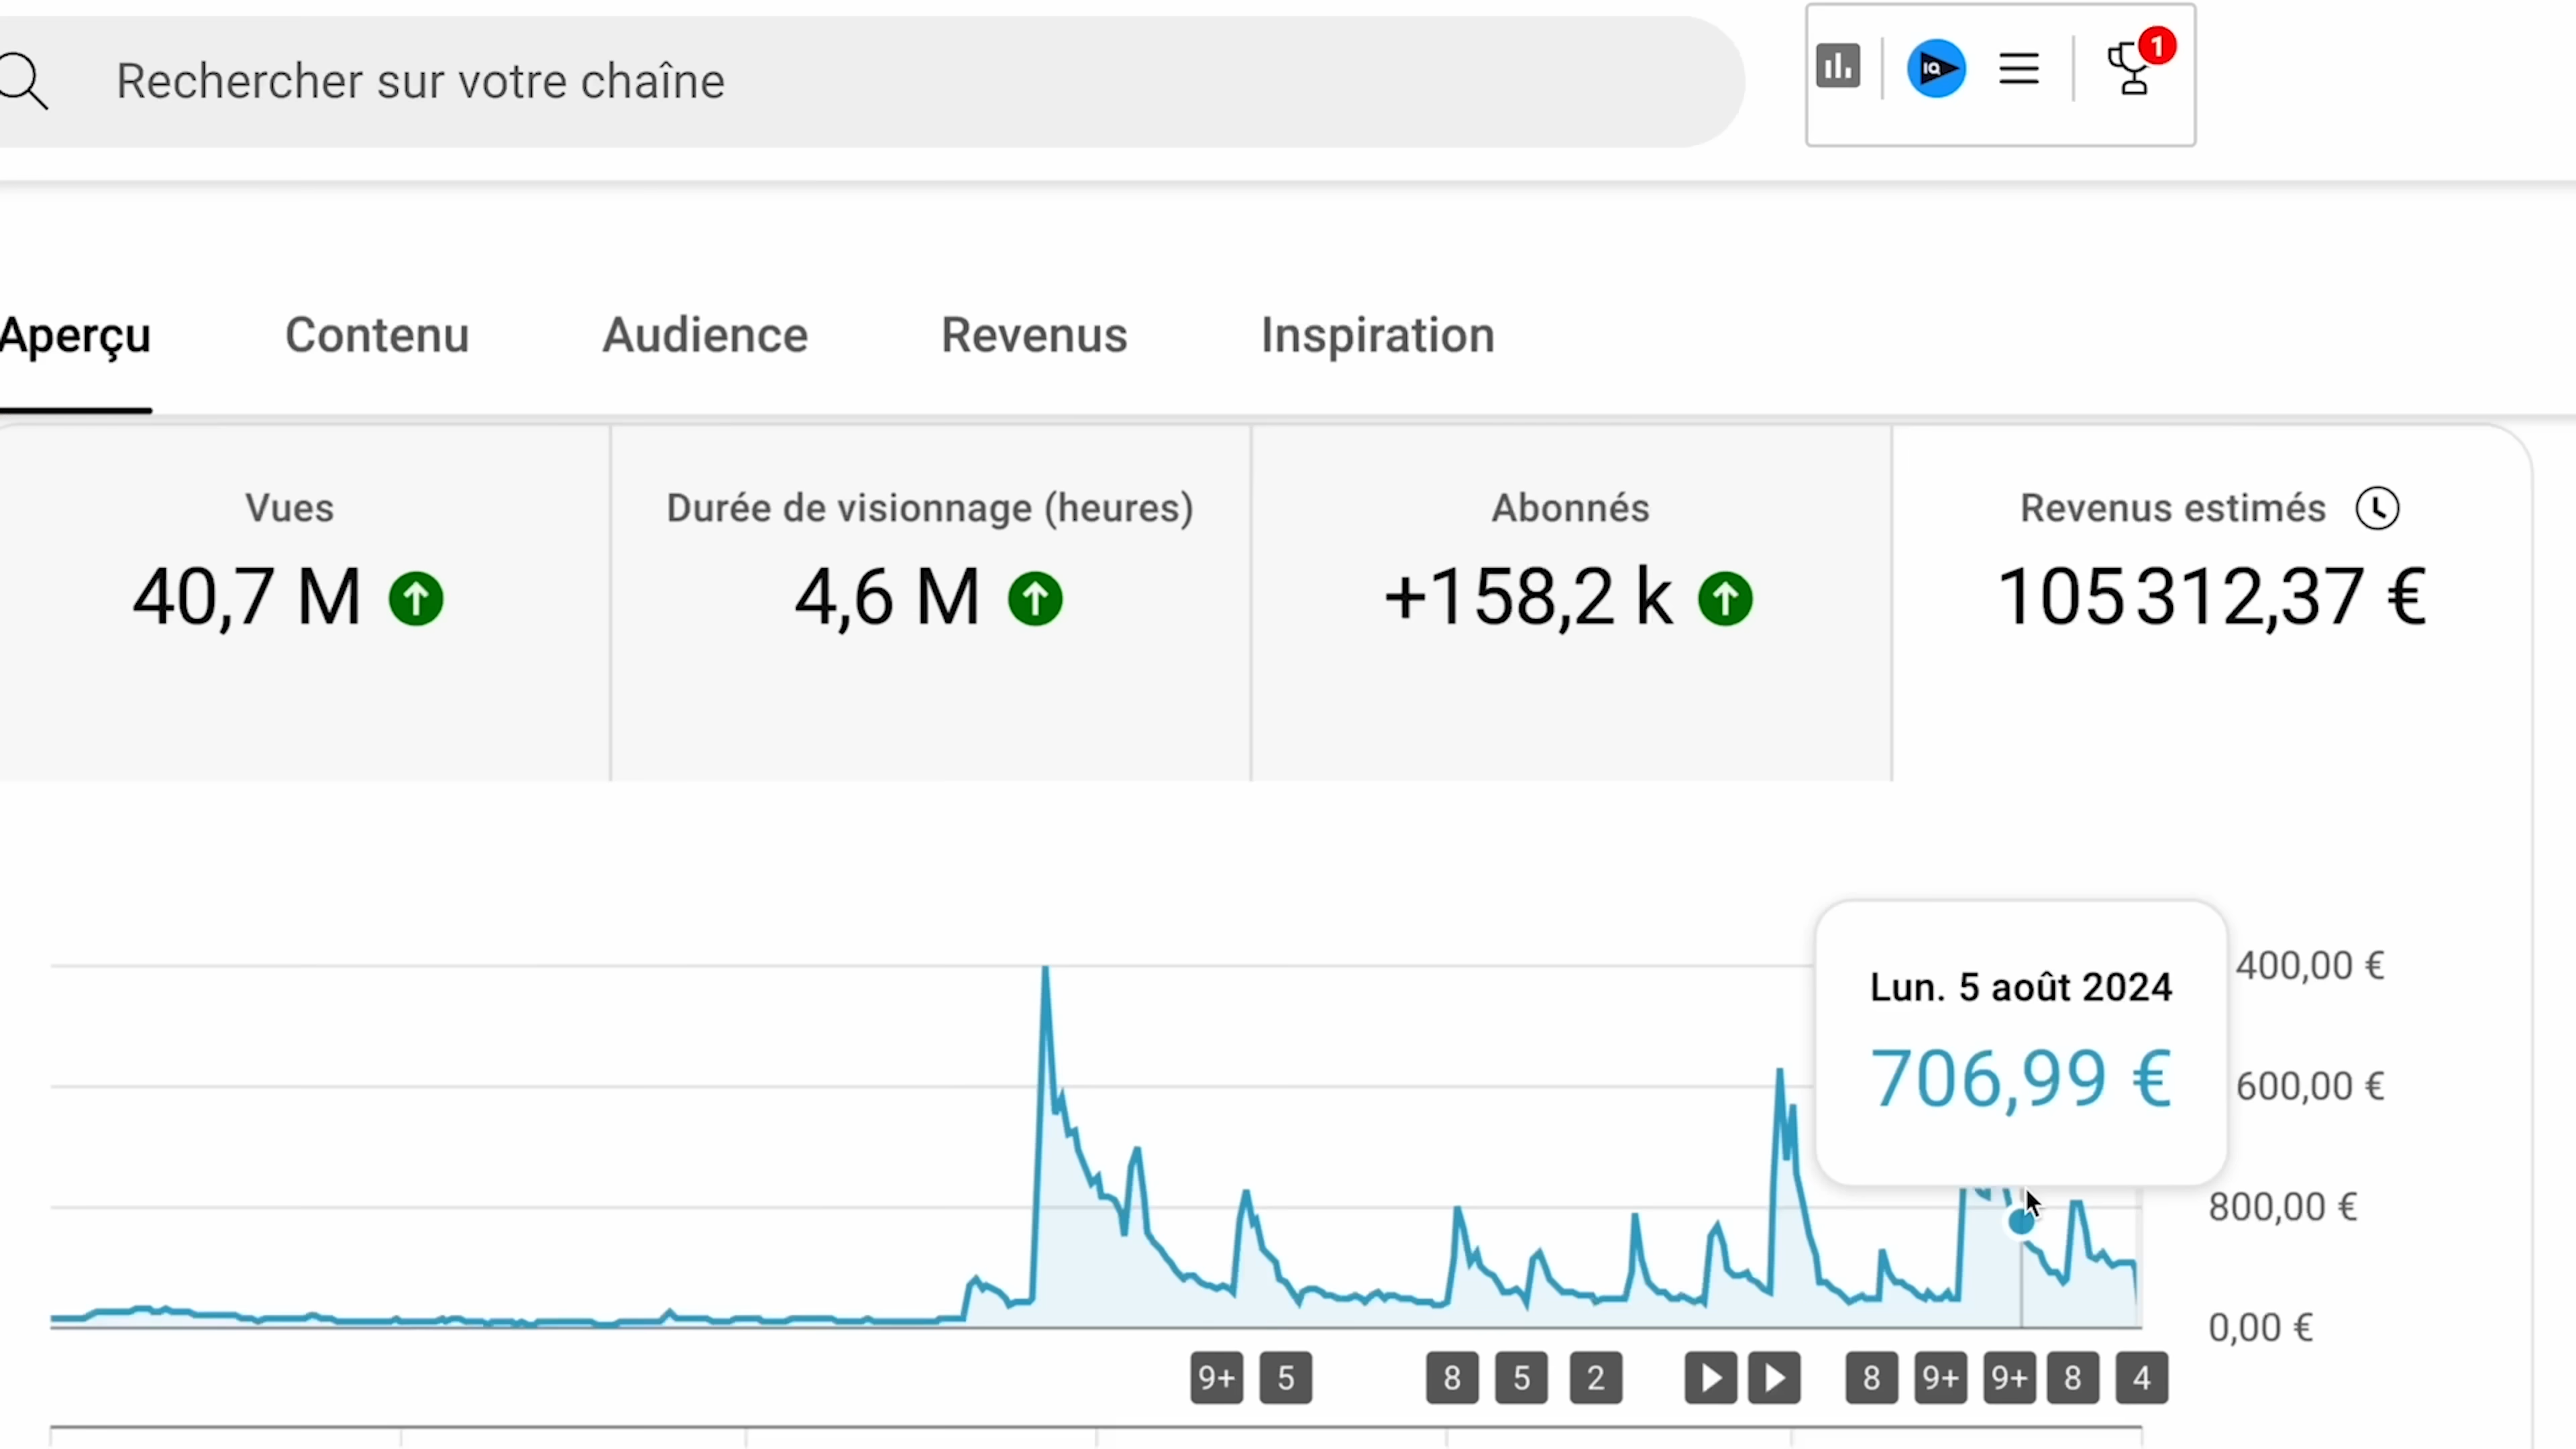 Rechercher sur votre chaîne
IQ
1
Aperçu
Contenu
Audience
Revenus
Inspiration
Vues
40,7 M
Durée de visionnage (heures)
4,6 M
Abonnés
+158,2 k
Revenus estimés
105 312,37 €
Lun. 5 août 2024
706,99 €
400,00 €
600,00 €
800,00 €
0,00 €
9+ 5 8 5 2 8 9+ 9+ 8 4